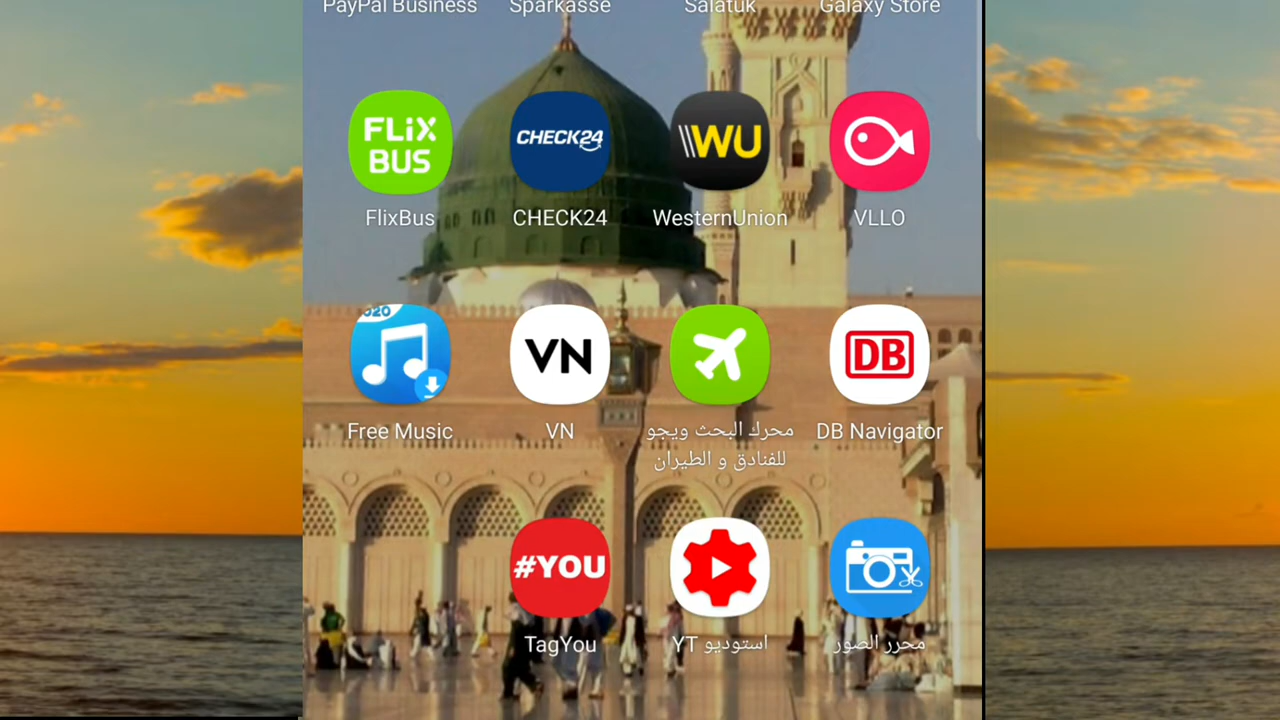 PayPal Business
Sparkasse
Salatuk
Galaxy Store
FLiX
BUS
CHECK24
WU
FlixBus
CHECK24
WesternUnion
VLLO
2020
VN
DB
Free Music
VN
محرك البحث ويجو
للفنادق و الطيران
DB Navigator
#YOU
TagYou
استوديو YT
محرر الصور